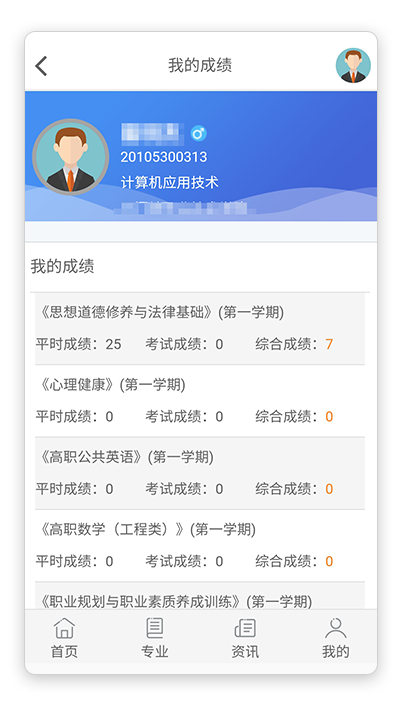 我的成绩
20105300313
计算机应用技术
我的成绩
《思想道德修养与法律基础》(第一学期)
平时成绩：25 考试成绩：0 综合成绩：7
《心理健康》(第一学期)
平时成绩：0 考试成绩：0 综合成绩：0
《高职公共英语》(第一学期)
平时成绩：0 考试成绩：0 综合成绩：0
《高职数学（工程类）》(第一学期)
平时成绩：0 考试成绩：0 综合成绩：0
《职业规划与职业素质养成训练》(第一学期)
首页 专业 资讯 我的